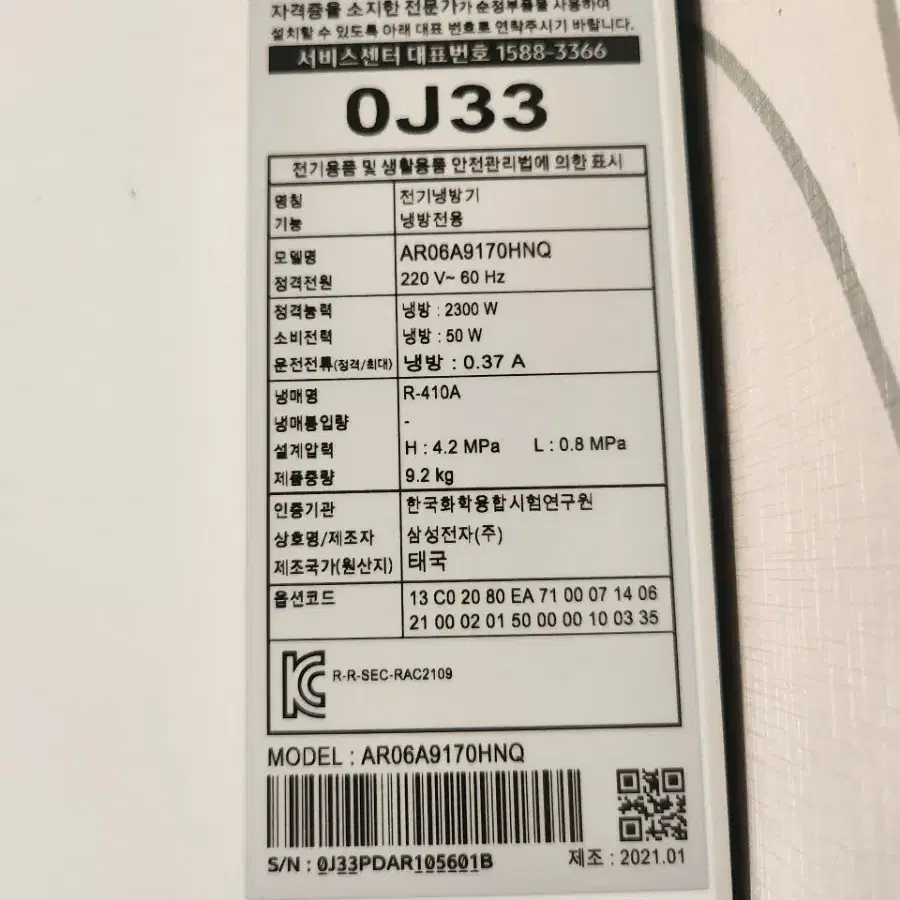 자격증을 소지한 전문가가 순정부품을 사용하여
설치할 수 있도록 아래 대표 번호로 연락주시기 바랍니다.
서비스센터 대표번호 1588-3366
0J33
전기용품 및 생활용품 안전관리법에 의한 표시
명칭 전기냉방기
기능 냉방전용
모델명 AR06A9170HNQ
정격전원 220 V~ 60 Hz
정격능력 냉방 : 2300 W
소비전력 냉방 : 50 W
운전전류(정격/최대) 냉방 : 0.37 A
냉매명 R-410A
냉매봉입량 -
설계압력 H : 4.2 MPa L : 0.8 MPa
제품중량 9.2 kg
인증기관 한국화학융합시험연구원
상호명/제조자 삼성전자(주)
제조국가(원산지) 태국
옵션코드 13 C0 20 80 EA 71 00 07 14 06
21 00 02 01 50 00 00 10 03 35
R-R-SEC-RAC2109
MODEL : AR06A9170HNQ
S/N : 0J33PDAR105601B
제조 : 2021.01